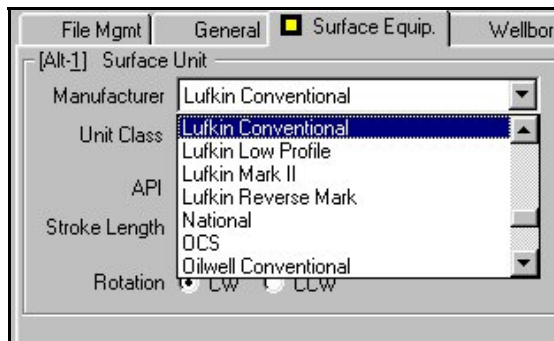 File Mgmt General Surface Equip. Wellbor
[Alt-1] Surface Unit
Manufacturer Lufkin Conventional
Unit Class Lufkin Conventional
Lufkin Low Profile
Lufkin Mark II
API Lufkin Reverse Mark
Stroke Length National
OCS
Oilwell Conventional
Rotation CW CCW